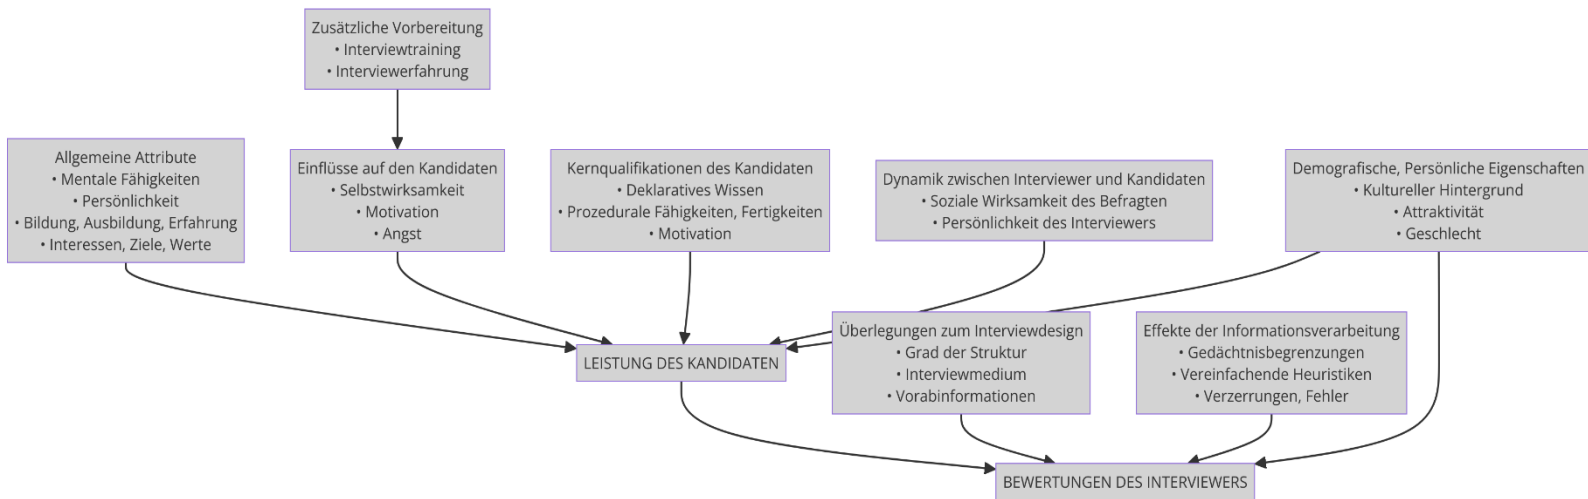 Zusätzliche Vorbereitung
• Interviewtraining
• Interviewerfahrung
Allgemeine Attribute
• Mentale Fähigkeiten
• Persönlichkeit
• Bildung, Ausbildung, Erfahrung
• Interessen, Ziele, Werte
Einflüsse auf den Kandidaten
• Selbstwirksamkeit
• Motivation
• Angst
Kernqualifikationen des Kandidaten
• Deklaratives Wissen
• Prozedurale Fähigkeiten, Fertigkeiten
• Motivation
Dynamik zwischen Interviewer und Kandidaten
• Soziale Wirksamkeit des Befragten
• Persönlichkeit des Interviewers
Demografische, Persönliche Eigenschaften
• Kultureller Hintergrund
• Attraktivität
• Geschlecht
LEISTUNG DES KANDIDATEN
Überlegungen zum Interviewdesign
• Grad der Struktur
• Interviewmedium
• Vorabinformationen
Effekte der Informationsverarbeitung
• Gedächtnisbegrenzungen
• Vereinfachende Heuristiken
• Verzerrungen, Fehler
BEWERTUNGEN DES INTERVIEWERS